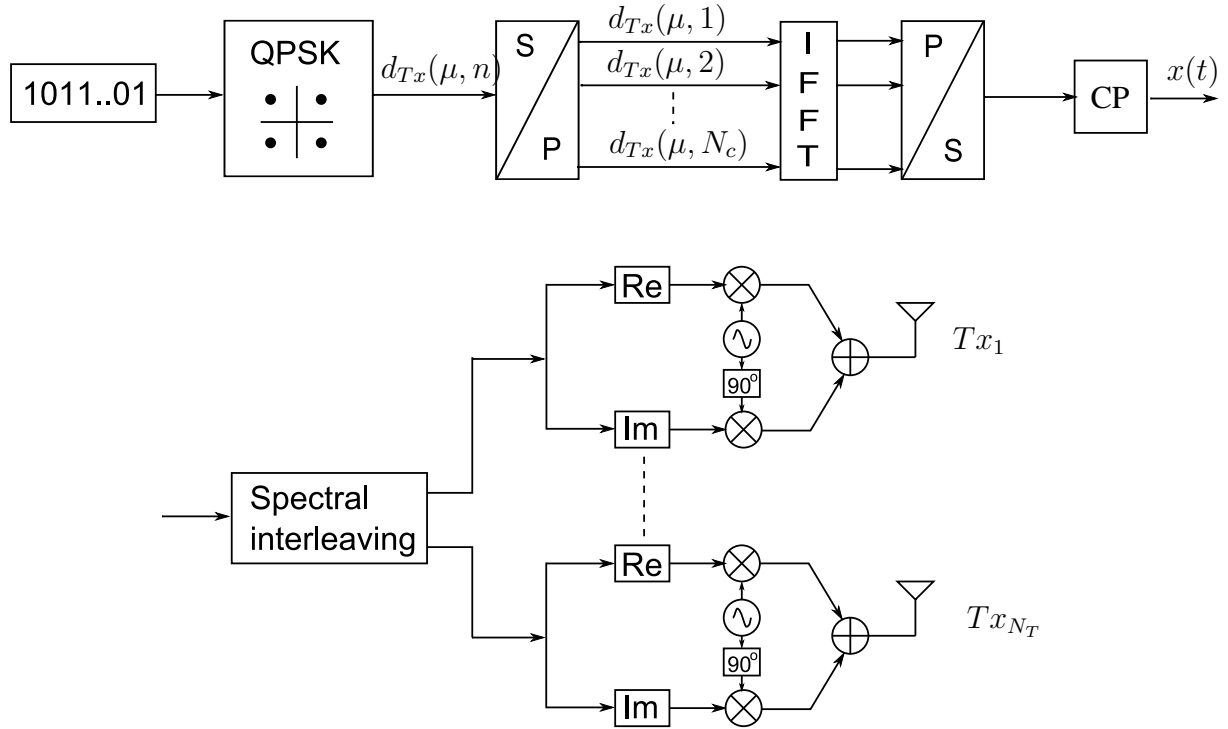 1011..01
QPSK
d_{Tx}(μ, n)
S
P
d_{Tx}(μ, 1)
d_{Tx}(μ, 2)
d_{Tx}(μ, N_c)
I
F
F
T
P
S
CP
x(t)
Spectral
interleaving
Re
90°
Im
Tx_1
Re
90°
Im
Tx_{N_T}